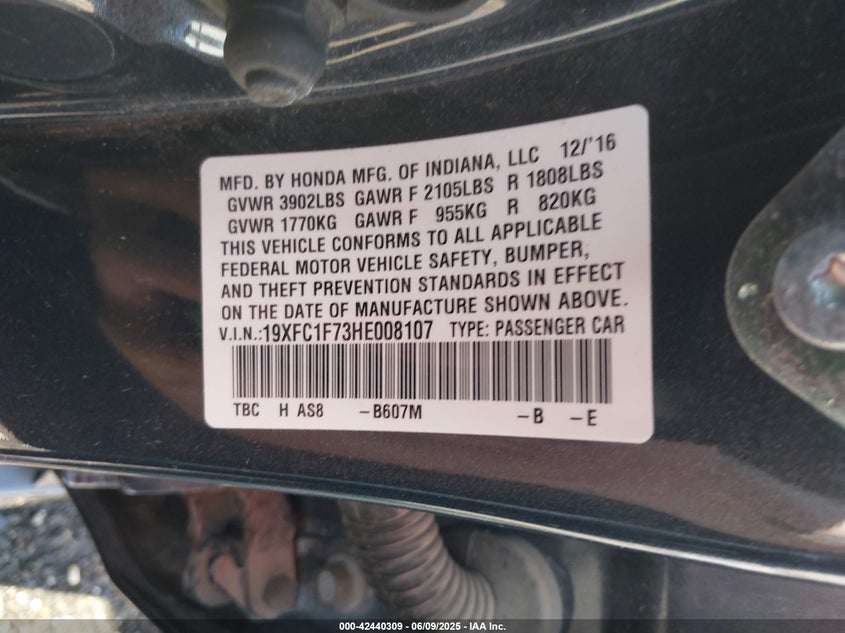 MFD. BY HONDA MFG. OF INDIANA, LLC 12/'16
GVWR 3902LBS GAWR F 2105LBS R 1808LBS
GVWR 1770KG GAWR F 955KG R 820KG
THIS VEHICLE CONFORMS TO ALL APPLICABLE
FEDERAL MOTOR VEHICLE SAFETY, BUMPER,
AND THEFT PREVENTION STANDARDS IN EFFECT
ON THE DATE OF MANUFACTURE SHOWN ABOVE.
V.I.N.:19XFC1F73HE008107 TYPE: PASSENGER CAR
TBC H AS8 -B607M -B -E
000-42440309 - 06/09/2025 - IAA Inc.